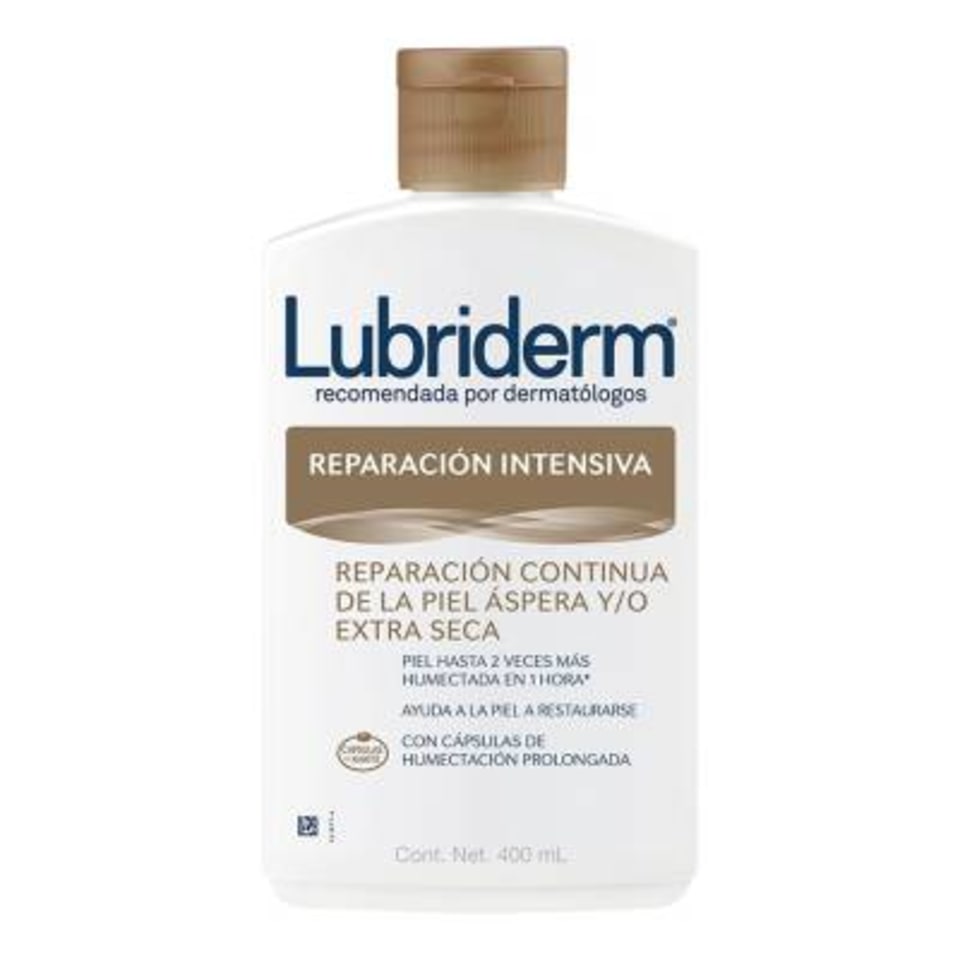 Lubriderm®
recomendada por dermatólogos
REPARACIÓN INTENSIVA
REPARACIÓN CONTINUA
DE LA PIEL ÁSPERA Y/O
EXTRA SECA
PIEL HASTA 2 VECES MÁS
HUMECTADA EN 1 HORA*
AYUDA A LA PIEL A RESTAURARSE
CON CÁPSULAS DE
HUMECTACIÓN PROLONGADA
Cont. Net. 400 mL